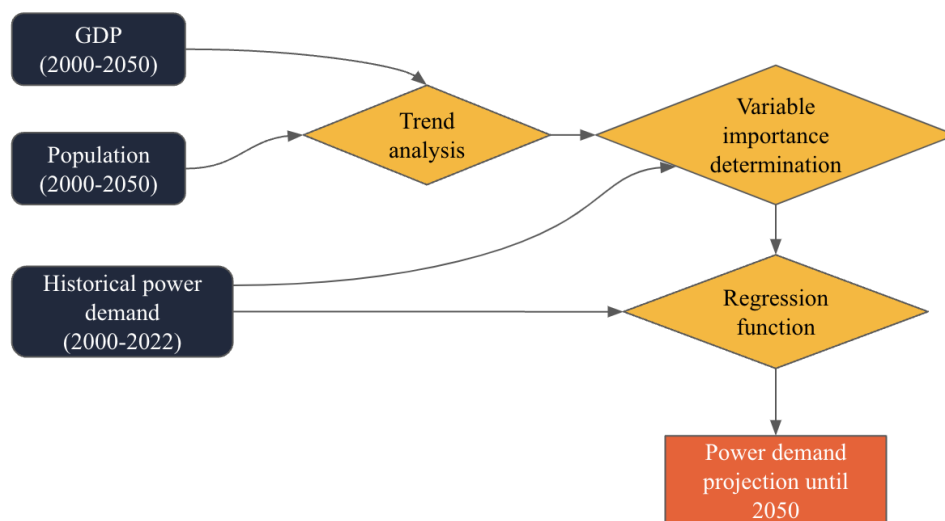 GDP
(2000-2050)
Population
(2000-2050)
Historical power
demand
(2000-2022)
Trend
analysis
Variable
importance
determination
Regression
function
Power demand
projection until
2050